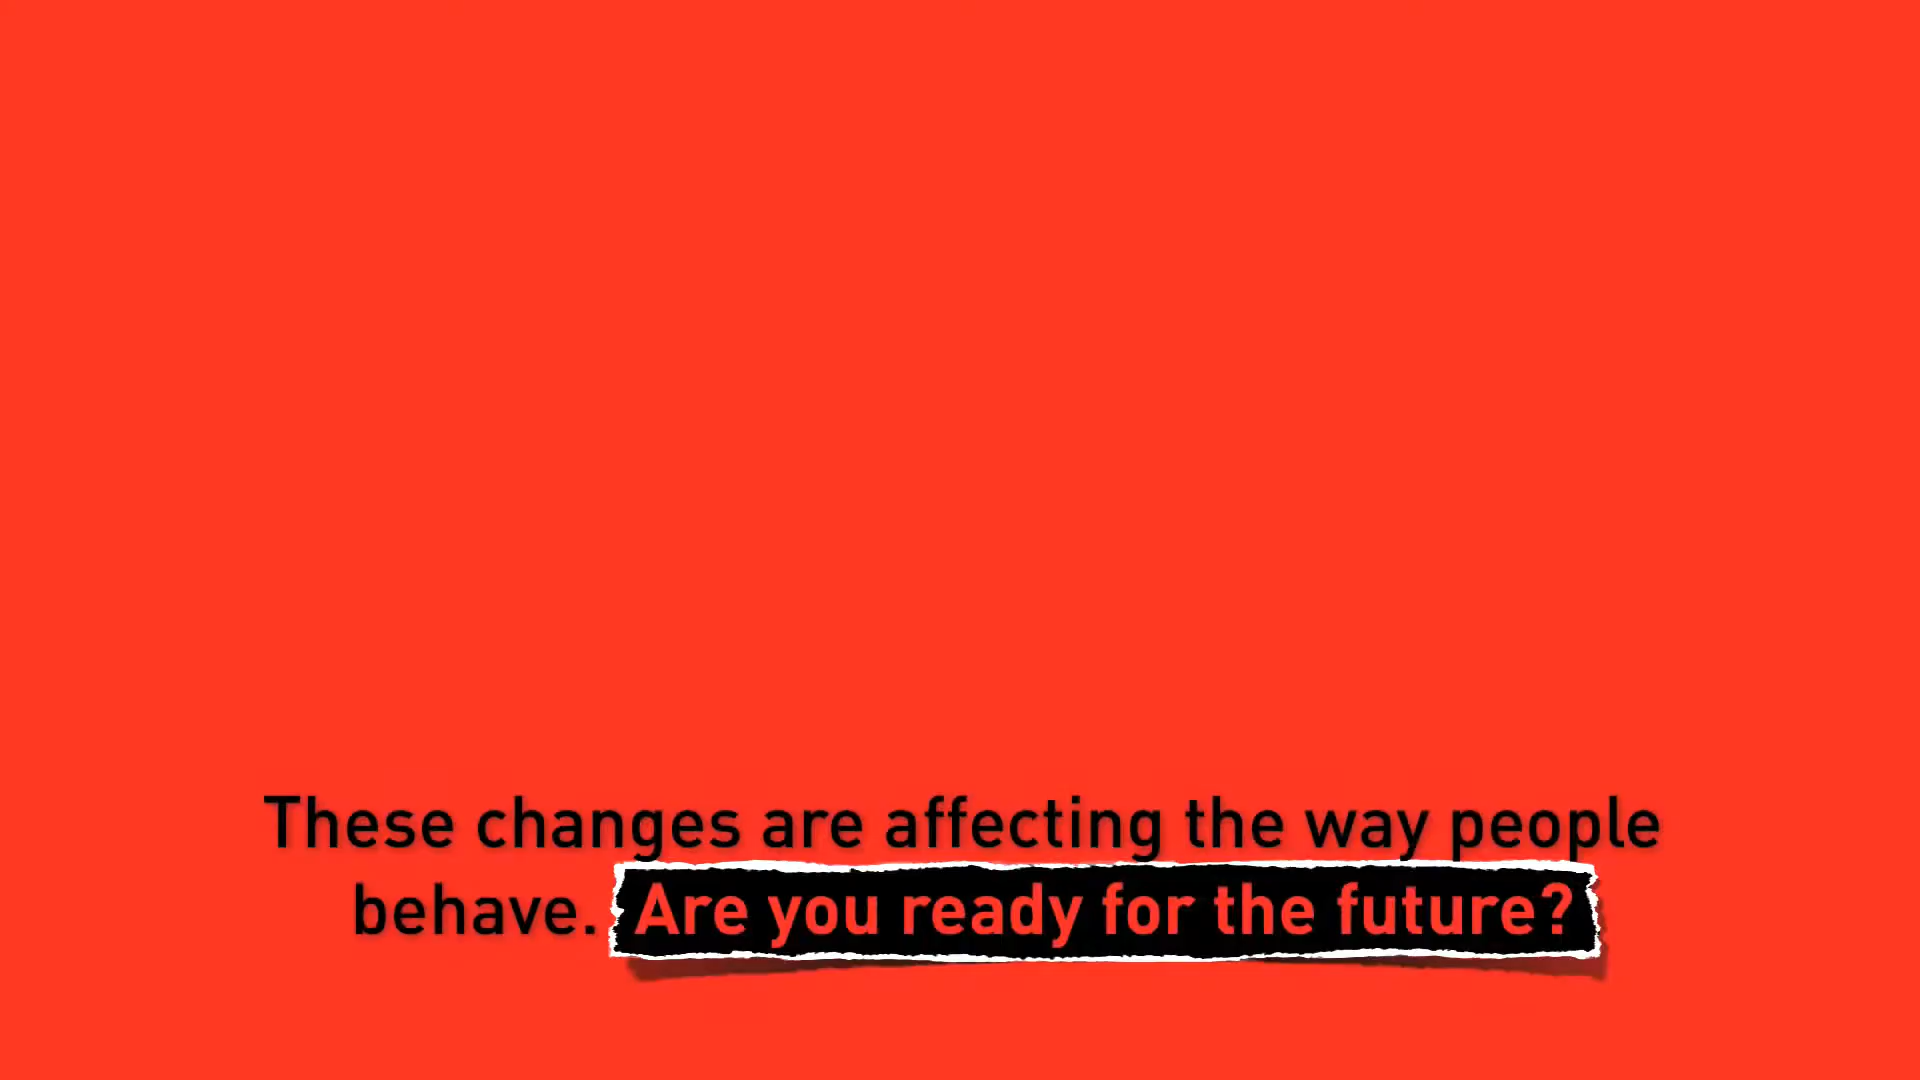 These changes are affecting the way people
behave. Are you ready for the future?